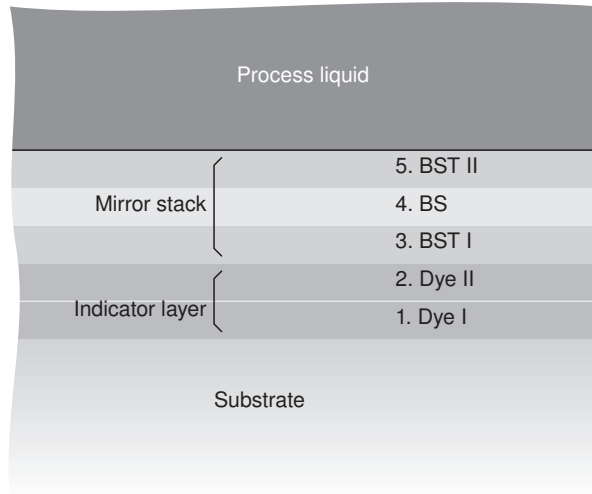 Process liquid
5. BST II
Mirror stack
4. BS
3. BST I
2. Dye II
Indicator layer
1. Dye I
Substrate